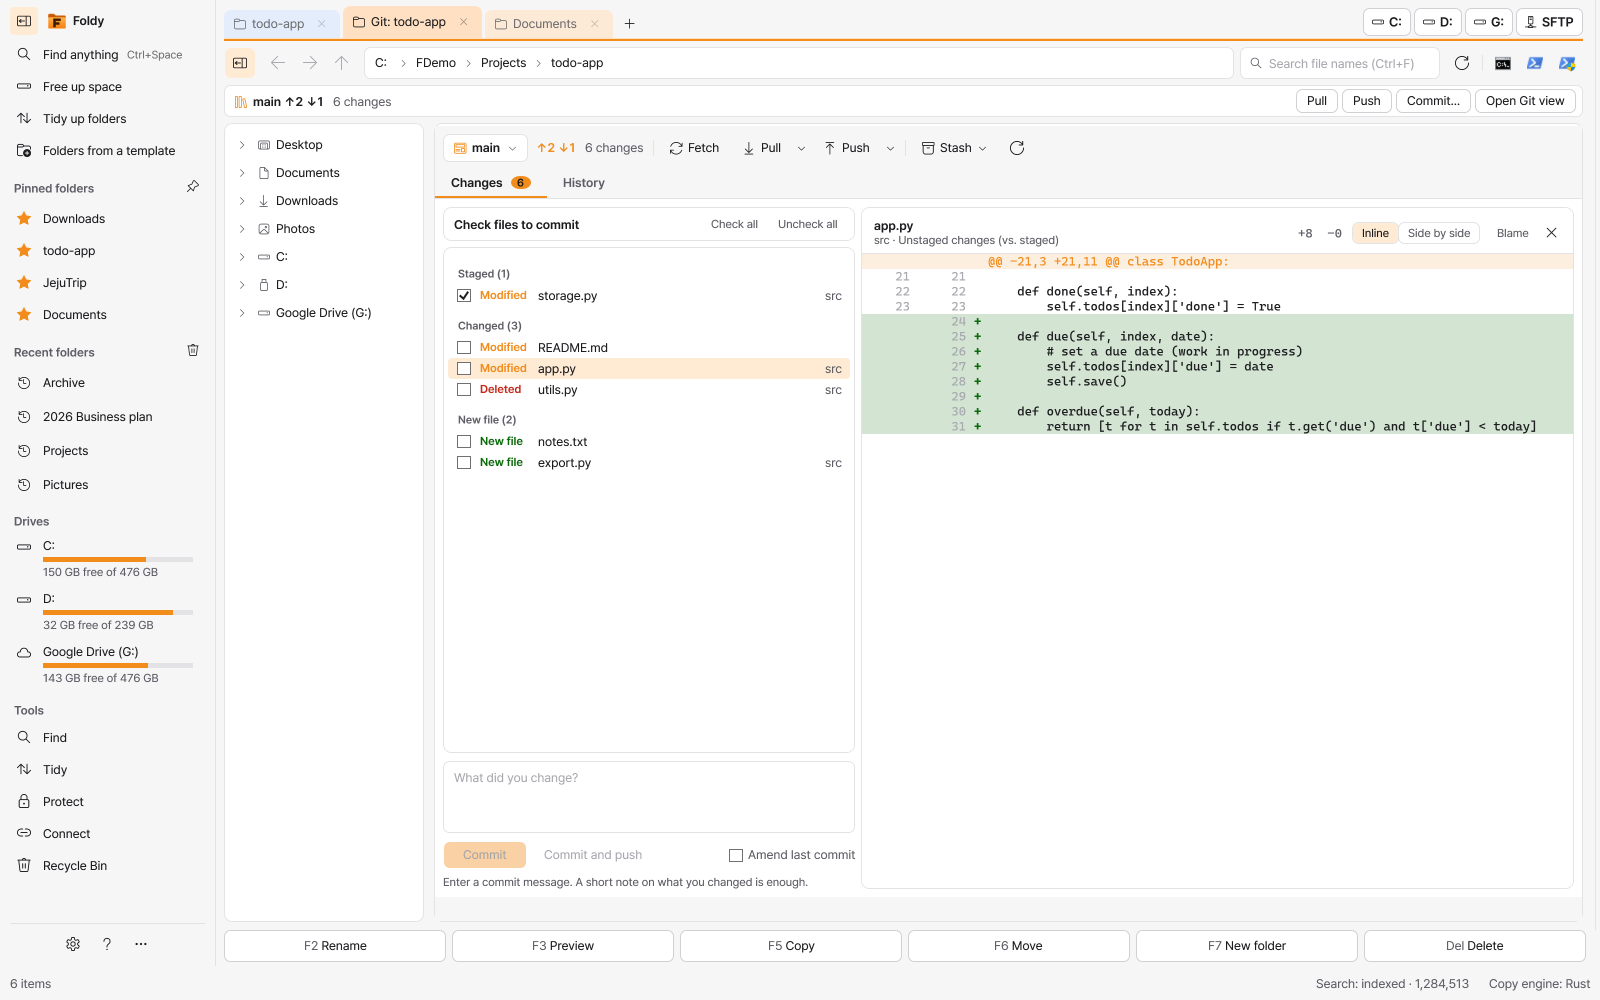 Foldy
Find anything Ctrl+Space
Free up space
Tidy up folders
Folders from a template
Pinned folders
Downloads
todo-app
JejuTrip
Documents
Recent folders
Archive
2026 Business plan
Projects
Pictures
Drives
C:
150 GB free of 476 GB
D:
32 GB free of 239 GB
Google Drive (G:)
143 GB free of 476 GB
Tools
Find
Tidy
Protect
Connect
Recycle Bin
6 items
todo-app
Git: todo-app
Documents
C: D: G: SFTP
C: FDemo Projects todo-app
Search file names (Ctrl+F)
main ↑2 ↓1 6 changes
Pull Push Commit... Open Git view
Desktop
Documents
Downloads
Photos
C:
D:
Google Drive (G:)
main ↑2 ↓1 6 changes Fetch Pull Push Stash
Changes 6 History
Check files to commit Check all Uncheck all
Staged (1)
Modified storage.py src
Changed (3)
Modified README.md
Modified app.py src
Deleted utils.py src
New file (2)
New file notes.txt
New file export.py src
What did you change?
Commit Commit and push Amend last commit
Enter a commit message. A short note on what you changed is enough.
app.py
src · Unstaged changes (vs. staged)
+8 −0 Inline Side by side Blame
@@ −21,3 +21,11 @@ class TodoApp:
21 21
22 22 def done(self, index):
23 23 self.todos[index]['done'] = True
24 +
25 + def due(self, index, date):
26 + # set a due date (work in progress)
27 + self.todos[index]['due'] = date
28 + self.save()
29 +
30 + def overdue(self, today):
31 + return [t for t in self.todos if t.get('due') and t['due'] < today]
F2 Rename F3 Preview F5 Copy F6 Move F7 New folder Del Delete
Search: indexed · 1,284,513 Copy engine: Rust